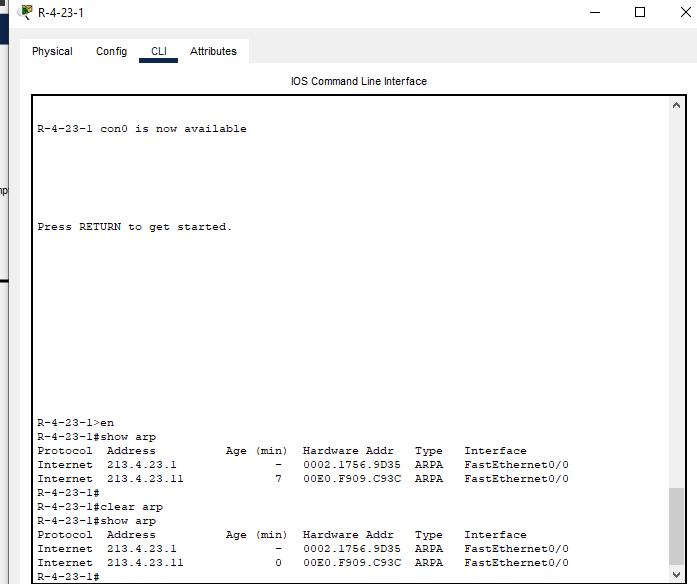 R-4-23-1
Physical Config CLI Attributes
IOS Command Line Interface
R-4-23-1 con0 is now available
Press RETURN to get started.
R-4-23-1>en
R-4-23-1#show arp
Protocol  Address          Age (min)  Hardware Addr   Type   Interface
Internet  213.4.23.1              -   0002.1756.9D35  ARPA   FastEthernet0/0
Internet  213.4.23.11             7   00E0.F909.C93C  ARPA   FastEthernet0/0
R-4-23-1#
R-4-23-1#clear arp
R-4-23-1#show arp
Protocol  Address          Age (min)  Hardware Addr   Type   Interface
Internet  213.4.23.1              -   0002.1756.9D35  ARPA   FastEthernet0/0
Internet  213.4.23.11             0   00E0.F909.C93C  ARPA   FastEthernet0/0
R-4-23-1#